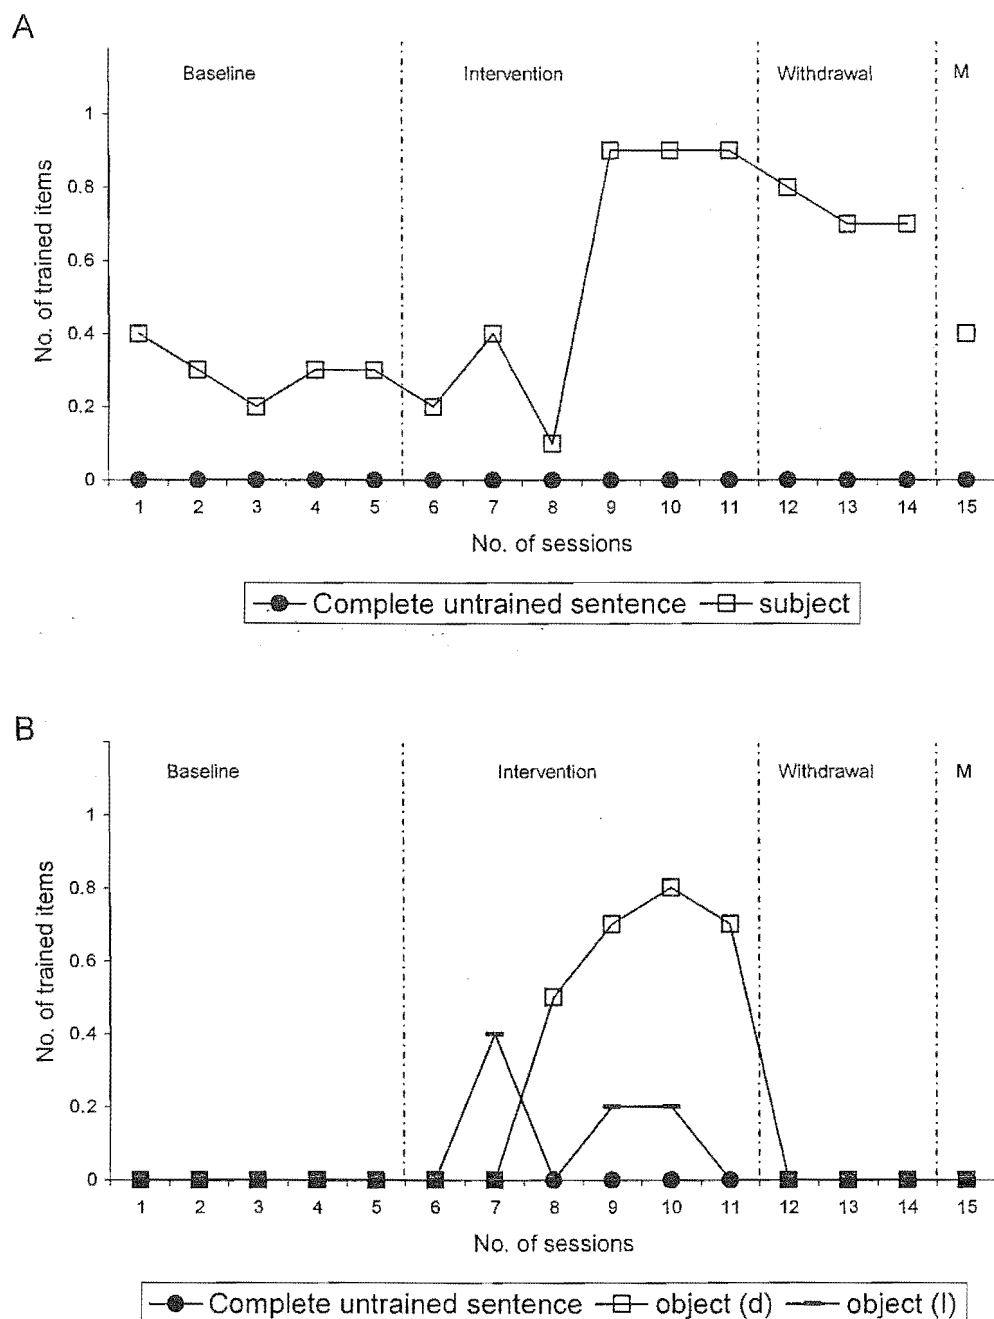 A
Baseline Intervention Withdrawal M
1
0.8
0.6
0.4
0.2
0
No. of trained items
1 2 3 4 5 6 7 8 9 10 11 12 13 14 15
No. of sessions
Complete untrained sentence subject
B
Baseline Intervention Withdrawal M
1
0.8
0.6
0.4
0.2
0
No. of trained items
1 2 3 4 5 6 7 8 9 10 11 12 13 14 15
No. of sessions
Complete untrained sentence object (d) object (l)